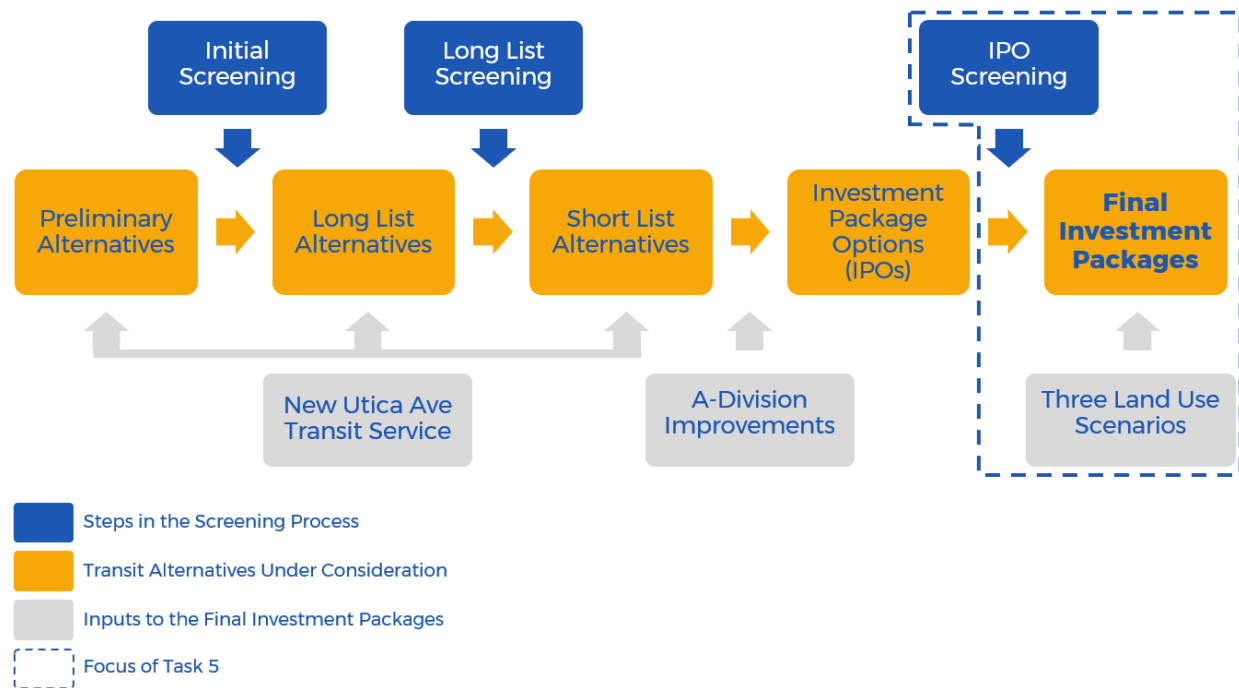 Initial
Screening
Long List
Screening
IPO
Screening
Preliminary
Alternatives
Long List
Alternatives
Short List
Alternatives
Investment
Package
Options
(IPOs)
Final
Investment
Packages
New Utica Ave
Transit Service
A-Division
Improvements
Three Land Use
Scenarios
Steps in the Screening Process
Transit Alternatives Under Consideration
Inputs to the Final Investment Packages
Focus of Task 5